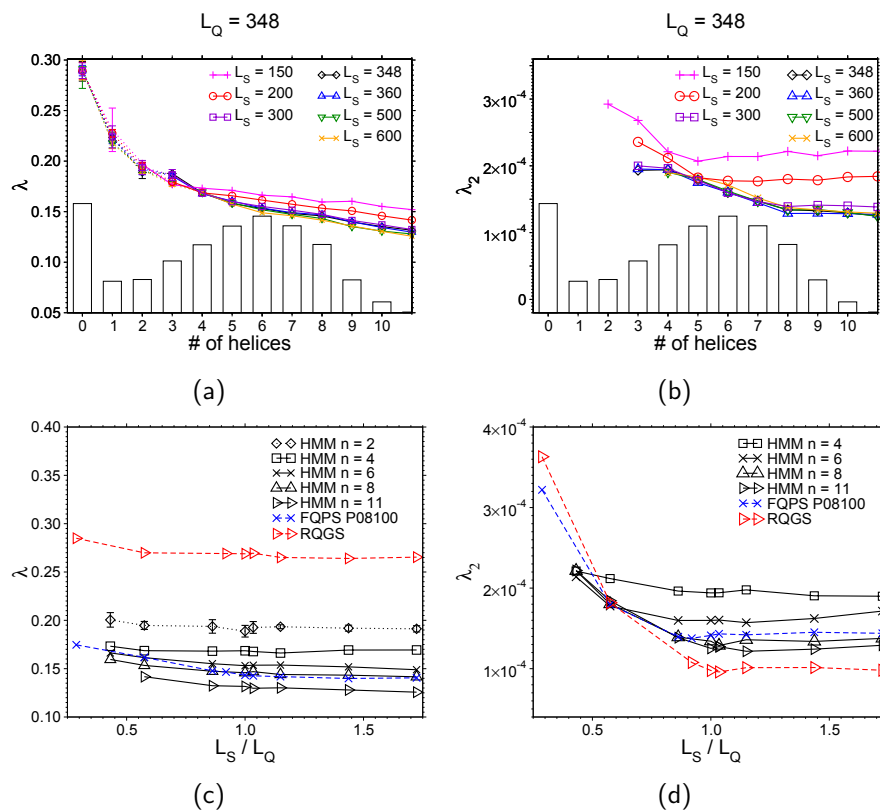 L_Q = 348
L_Q = 348
0.30
0.25
0.20
0.15
0.10
0.05
λ
L_S = 150
L_S = 200
L_S = 300
L_S = 348
L_S = 360
L_S = 500
L_S = 600
0 1 2 3 4 5 6 7 8 9 10
# of helices
(a)
3×10^-4
2×10^-4
1×10^-4
0
λ_2
L_S = 150
L_S = 200
L_S = 300
L_S = 348
L_S = 360
L_S = 500
L_S = 600
0 1 2 3 4 5 6 7 8 9 10
# of helices
(b)
0.40
0.35
0.30
0.25
0.20
0.15
0.10
λ
HMM n = 2
HMM n = 4
HMM n = 6
HMM n = 8
HMM n = 11
FQPS P08100
RQGS
0.5 1.0 1.5
L_S / L_Q
(c)
4×10^-4
3×10^-4
2×10^-4
1×10^-4
λ_2
HMM n = 4
HMM n = 6
HMM n = 8
HMM n = 11
FQPS P08100
RQGS
0.5 1.0 1.5
L_S / L_Q
(d)